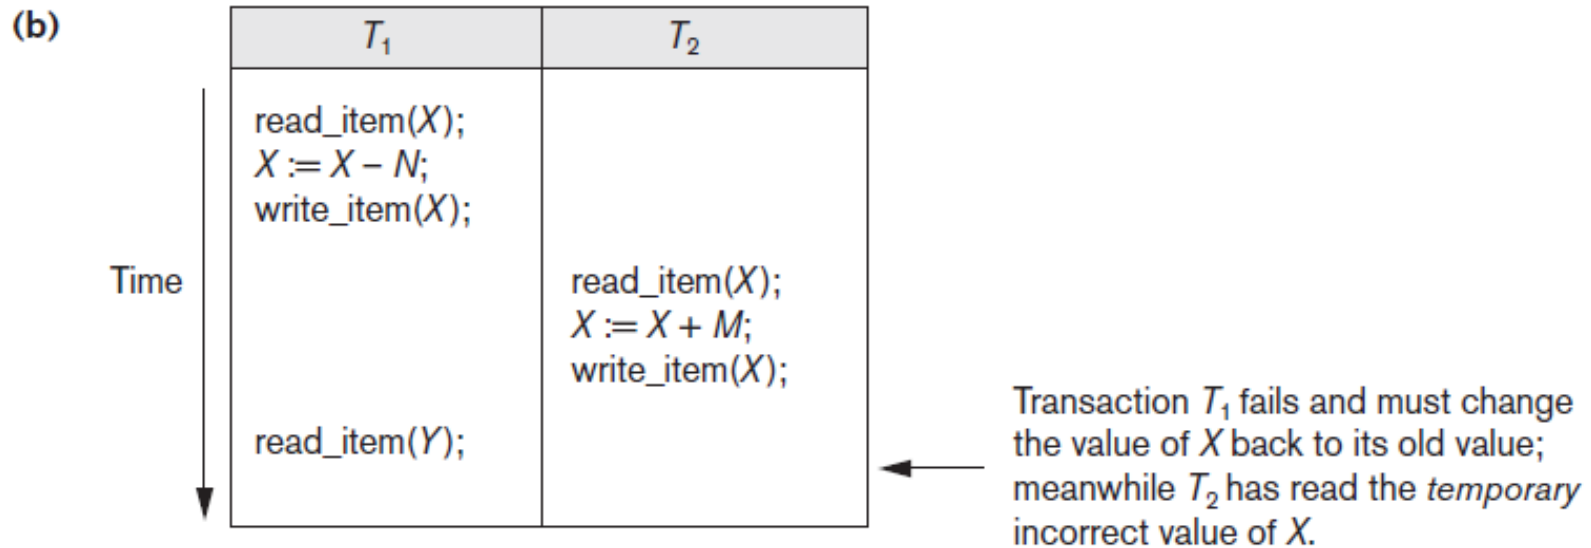 (b)
T1 T2
read_item(X);
X := X – N;
write_item(X);
Time
read_item(X);
X := X + M;
write_item(X);
read_item(Y);
Transaction T1 fails and must change
the value of X back to its old value;
meanwhile T2 has read the temporary
incorrect value of X.